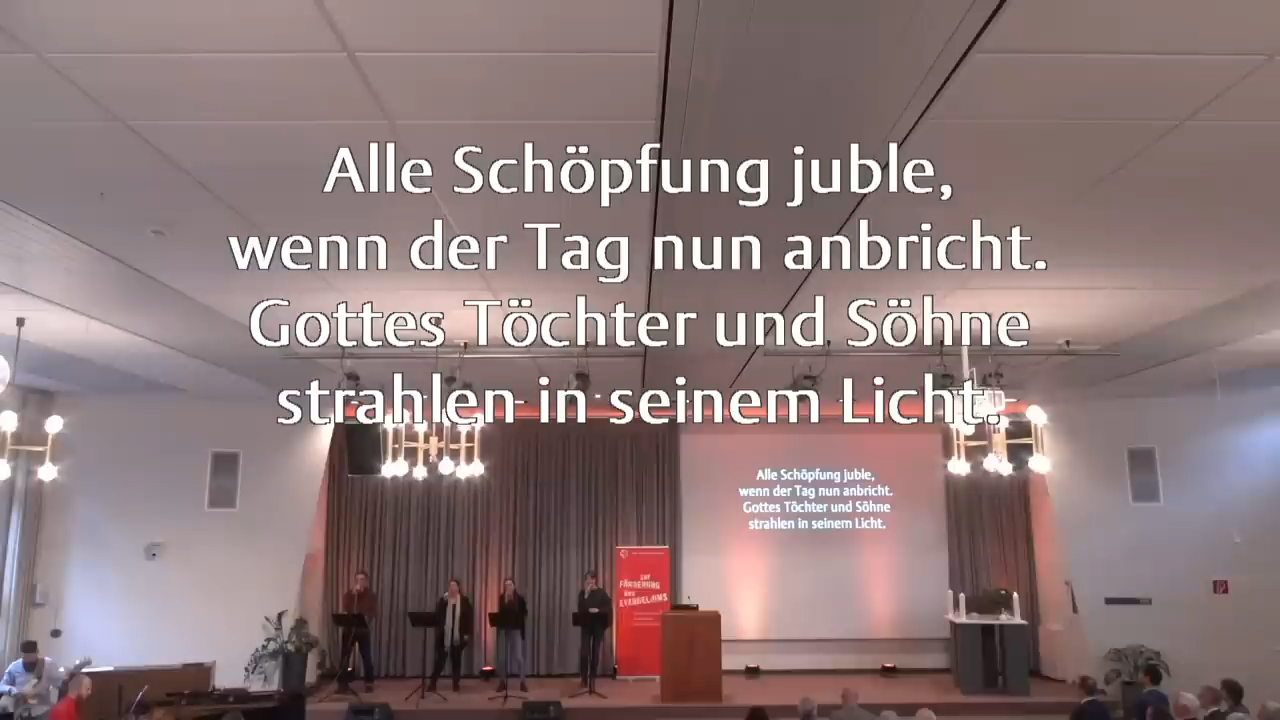 Alle Schöpfung juble,
wenn der Tag nun anbricht.
Gottes Töchter und Söhne
strahlen in seinem Licht.
Alle Schöpfung juble,
wenn der Tag nun anbricht.
Gottes Töchter und Söhne
strahlen in seinem Licht.
ZUR
FÖRDERUNG
DES
EVANGELIUMS